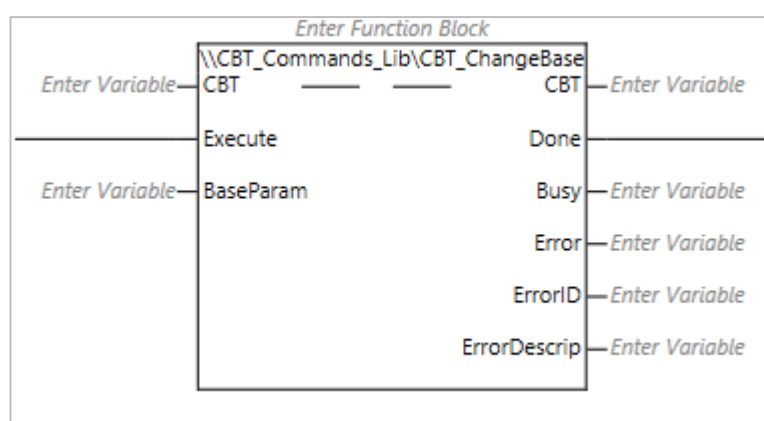 Enter Function Block
\\CBT_Commands_Lib\CBT_ChangeBase
Enter Variable CBT CBT Enter Variable
Execute Done
Enter Variable BaseParam Busy Enter Variable
Error Enter Variable
ErrorID Enter Variable
ErrorDescrip Enter Variable